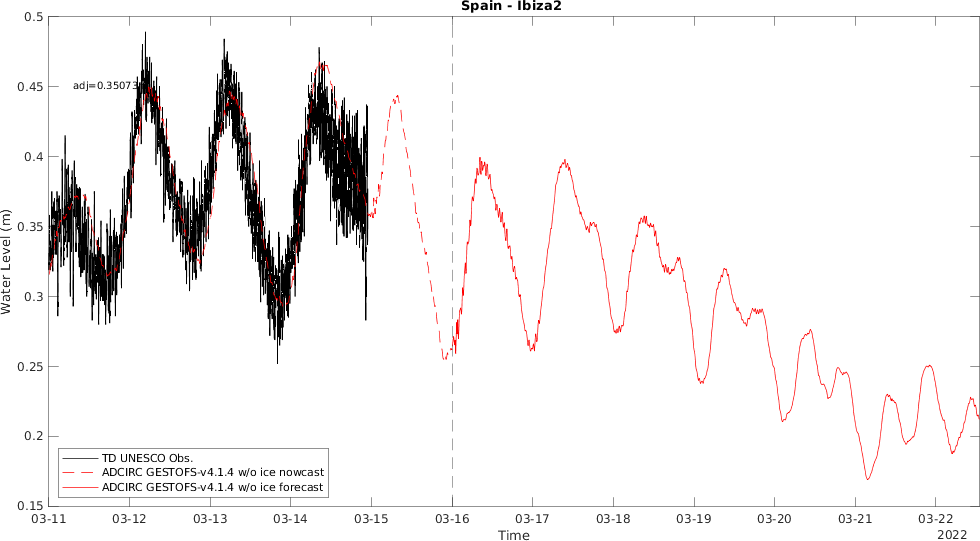 Spain - Ibiza2
0.5
0.45
0.4
0.35
0.3
0.25
0.2
0.15
Water Level (m)
adj=0.35073
TD UNESCO Obs.
ADCIRC GESTOFS-v4.1.4 w/o ice nowcast
ADCIRC GESTOFS-v4.1.4 w/o ice forecast
03-11 03-12 03-13 03-14 03-15 03-16 03-17 03-18 03-19 03-20 03-21 03-22
Time
2022